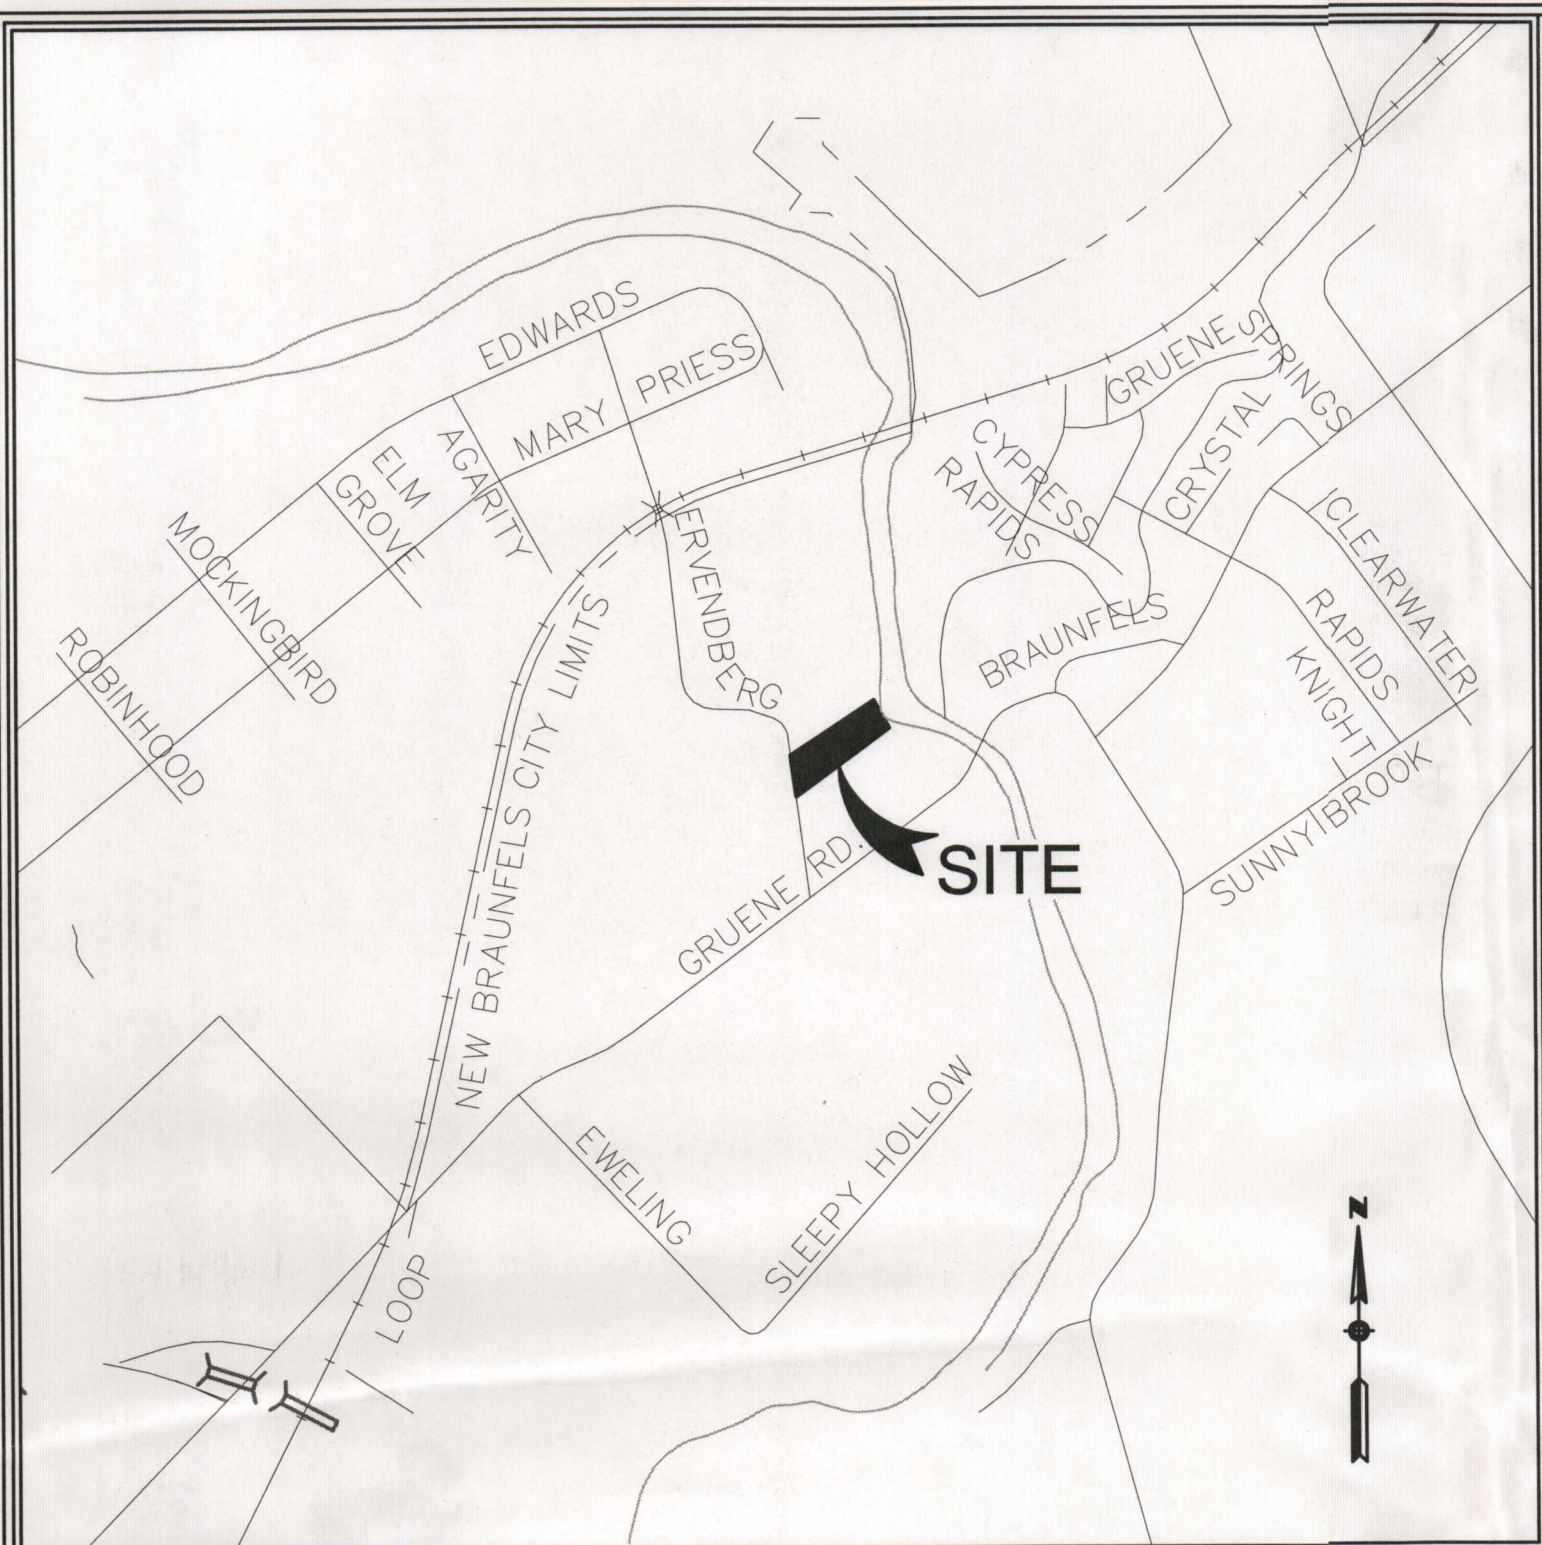 EDWARDS
MARY PRIESS
AGARITY
ELM
GROVE
MOCKINGBIRD
ROBINHOOD
ERVENDBERG
NEW BRAUNFELS CITY LIMITS
GRUENE
SPRINGS
CYPRESS
RAPIDS
CRYSTAL
CLEARWATER
BRAUNFELS
RAPIDS
KNIGHT
SUNNYBROOK
SITE
GRUENE RD.
EWELING
SLEEPY HOLLOW
LOOP
N